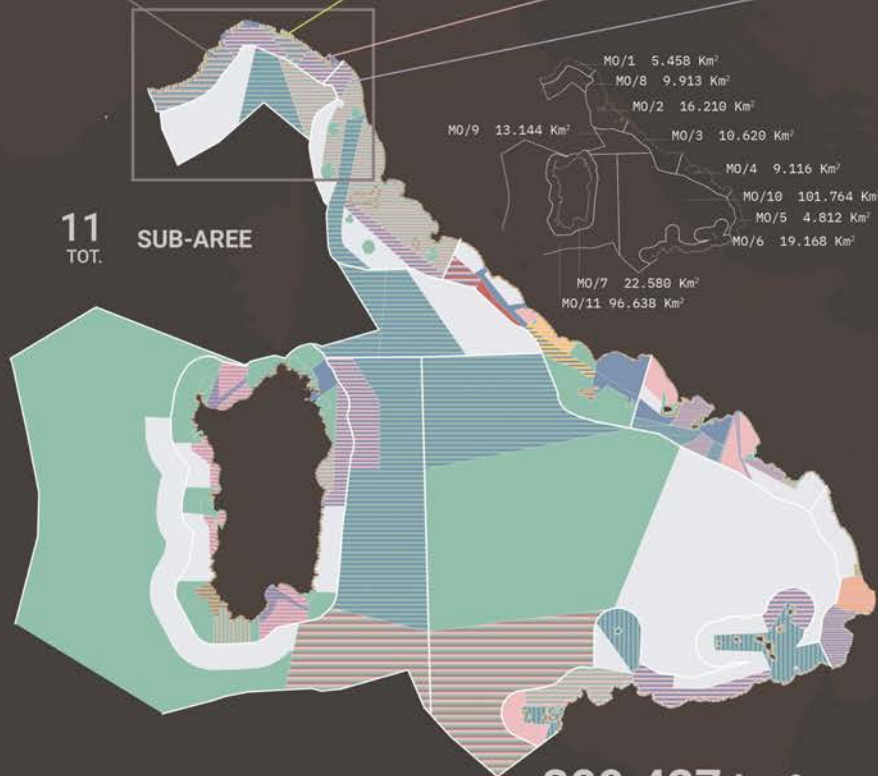 MO/1 5.458 Km²
MO/8 9.913 Km²
MO/2 16.210 Km²
MO/9 13.144 Km²
MO/3 10.620 Km²
MO/4 9.116 Km²
MO/10 101.764 Km
MO/5 4.812 Km²
MO/6 19.168 Km²
11
TOT.
SUB-AREE
MO/7 22.580 Km²
MO/11 96.638 Km²